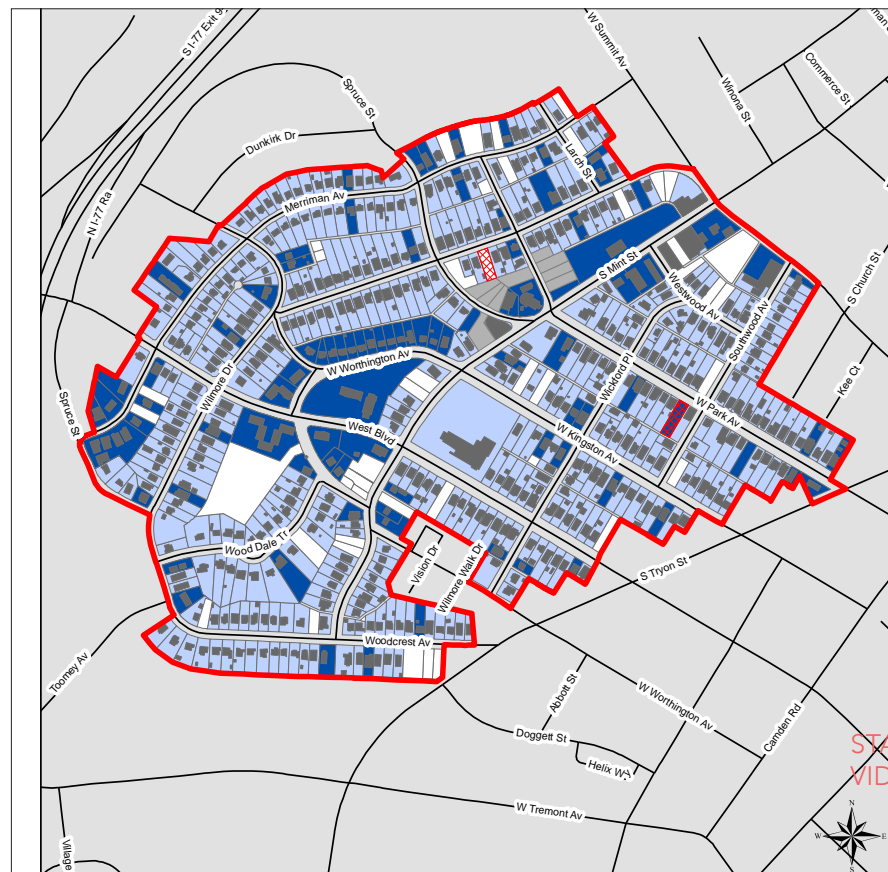 S I-77 Exit 9
W Summit Av
Commerce St
Winona St
Spruce St
Dunkirk Dr
Larch St
Merriman Av
N I-77 Ra
S Mint St
S Church St
Westwood Av
Southwood Av
W Worthington Av
Wickford Pl
Kee Ct
Wilmore Dr
W Park Av
Spruce St
West Blvd
W Kingston Av
Wood Dale Tr
Vision Dr
Wilmore Walk Dr
S Tryon St
Woodcrest Av
Toomey Av
Abbott St
W Worthington Av
Camden Rd
Doggett St
STA
VID
Helix Wy
W Tremont Av
N
W
E
S
Village